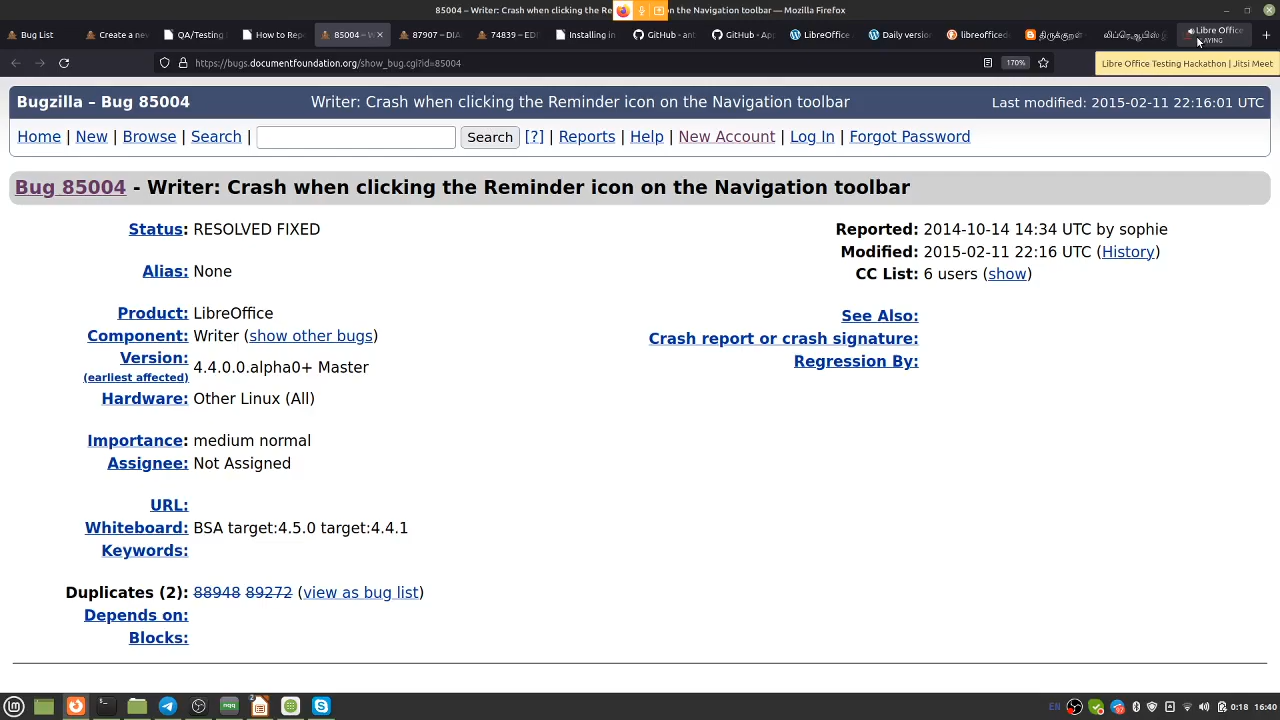 85004 – Writer: Crash when clicking the Re
n on the Navigation toolbar — Mozilla Firefox
Bug List
Create a nev
QA/Testing
How to Repo
85004 – W
87907 – DIA
74839 – EDI
Installing in
GitHub - ant
GitHub - App
LibreOffice
Daily version
libreofficed
திருக்குறள்
லிப்ரெஆபிஸ் த
Libre Office
PLAYING
https://bugs.documentfoundation.org/show_bug.cgi?id=85004
170%
Libre Office Testing Hackathon | Jitsi Meet
Bugzilla – Bug 85004
Writer: Crash when clicking the Reminder icon on the Navigation toolbar
Last modified: 2015-02-11 22:16:01 UTC
Home | New | Browse | Search | Search [?] | Reports | Help | New Account | Log In | Forgot Password
Bug 85004 - Writer: Crash when clicking the Reminder icon on the Navigation toolbar
Status: RESOLVED FIXED
Alias: None
Product: LibreOffice
Component: Writer (show other bugs)
Version: 4.4.0.0.alpha0+ Master
(earliest affected)
Hardware: Other Linux (All)
Importance: medium normal
Assignee: Not Assigned
URL:
Whiteboard: BSA target:4.5.0 target:4.4.1
Keywords:
Duplicates (2): 88948 89272 (view as bug list)
Depends on:
Blocks:
Reported: 2014-10-14 14:34 UTC by sophie
Modified: 2015-02-11 22:16 UTC (History)
CC List: 6 users (show)
See Also:
Crash report or crash signature:
Regression By:
EN
0:18
16:40